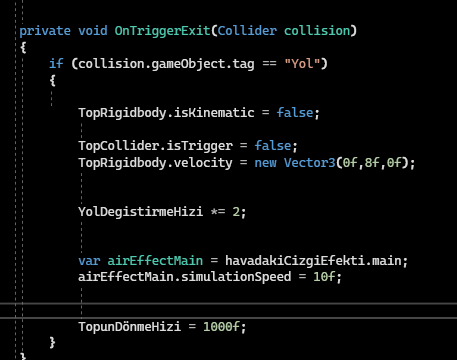 private void OnTriggerExit(Collider collision)
{
if (collision.gameObject.tag == "Yol")
{
TopRigidbody.isKinematic = false;
TopCollider.isTrigger = false;
TopRigidbody.velocity = new Vector3(0f,8f,0f);
YolDegistirmeHizi *= 2;
var airEffectMain = havadakiCizgiEfekti.main;
airEffectMain.simulationSpeed = 10f;
TopunDönmeHizi = 1000f;
}
}